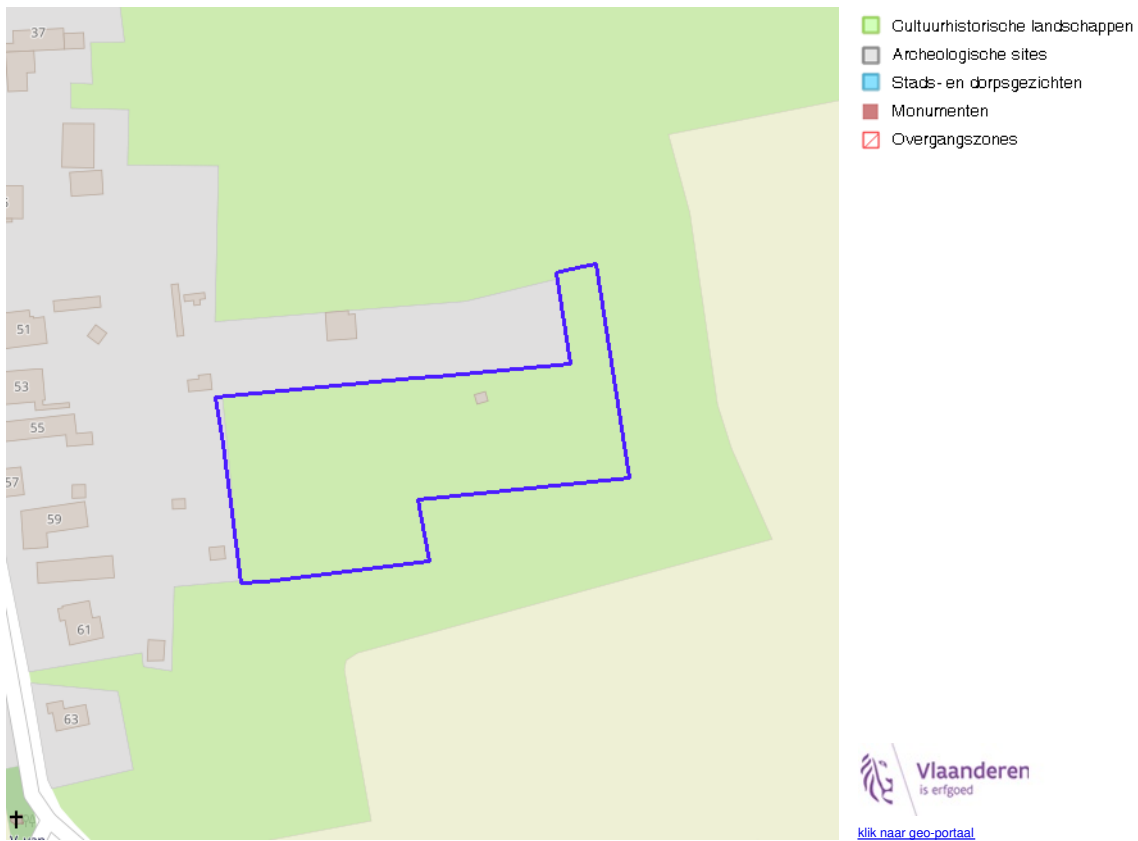 37
51
53
55
57
59
61
63
Cultuurhistorische landschappen
Archeologische sites
Stads- en dorpsgezichten
Monumenten
Overgangszones
Vlaanderen
is erfgoed
klik naar geo-portaal